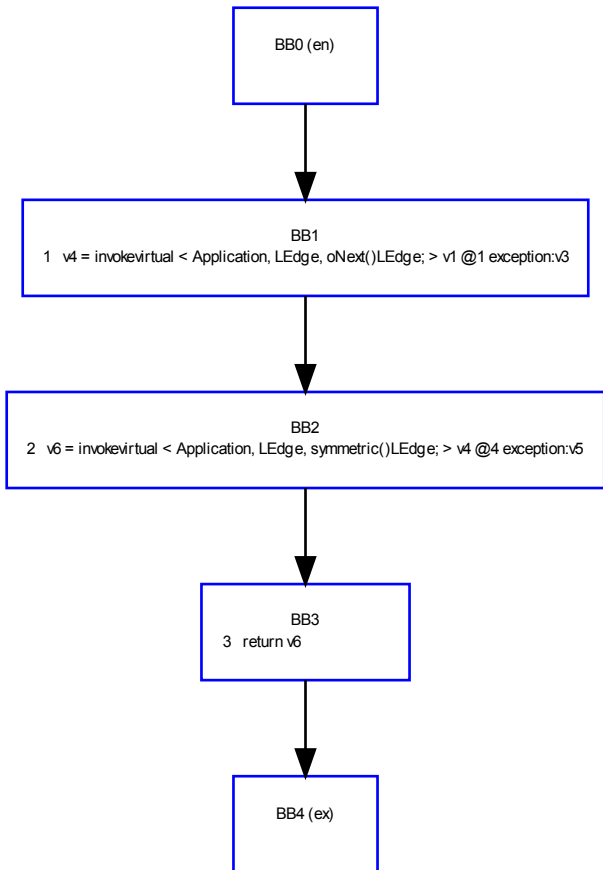 BB0 (en)
BB1
1 v4 = invokevirtual < Application, LEdge, oNext()LEdge; > v1 @1 exception:v3
BB2
2 v6 = invokevirtual < Application, LEdge, symmetric()LEdge; > v4 @4 exception:v5
BB3
3 return v6
BB4 (ex)